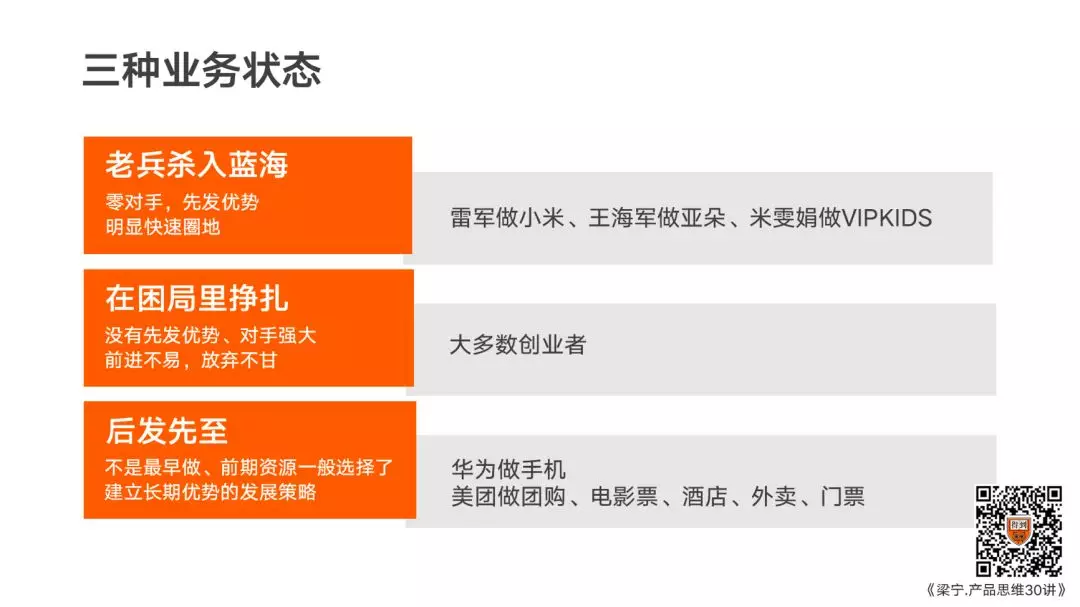 三种业务状态
老兵杀入蓝海
零对手，先发优势
明显快速圈地
雷军做小米、王海军做亚朵、米雯娟做VIPKIDS
在困局里挣扎
没有先发优势、对手强大
前进不易，放弃不甘
大多数创业者
后发先至
不是最早做、前期资源一般选择了
建立长期优势的发展策略
华为做手机
美团做团购、电影票、酒店、外卖、门票
得到
《梁宁.产品思维30讲》